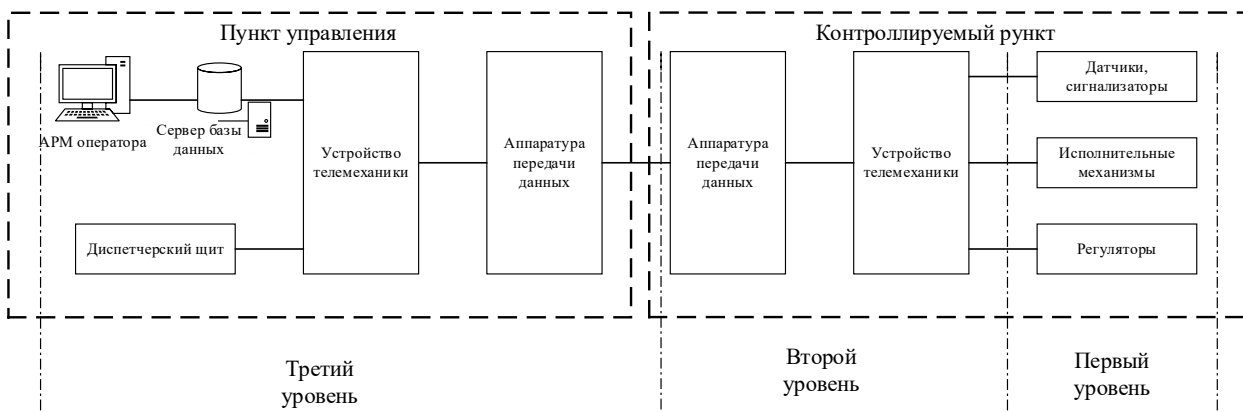 Пункт управления
Контроллируемый рункт
АРМ оператора
Сервер базы
данных
Устройство
телемеханики
Аппаратура
передачи
данных
Диспетчерский щит
Аппаратура
передачи
данных
Устройство
телемеханики
Датчики,
сигнализаторы
Исполнительные
механизмы
Регуляторы
Третий
уровень
Второй
уровень
Первый
уровень